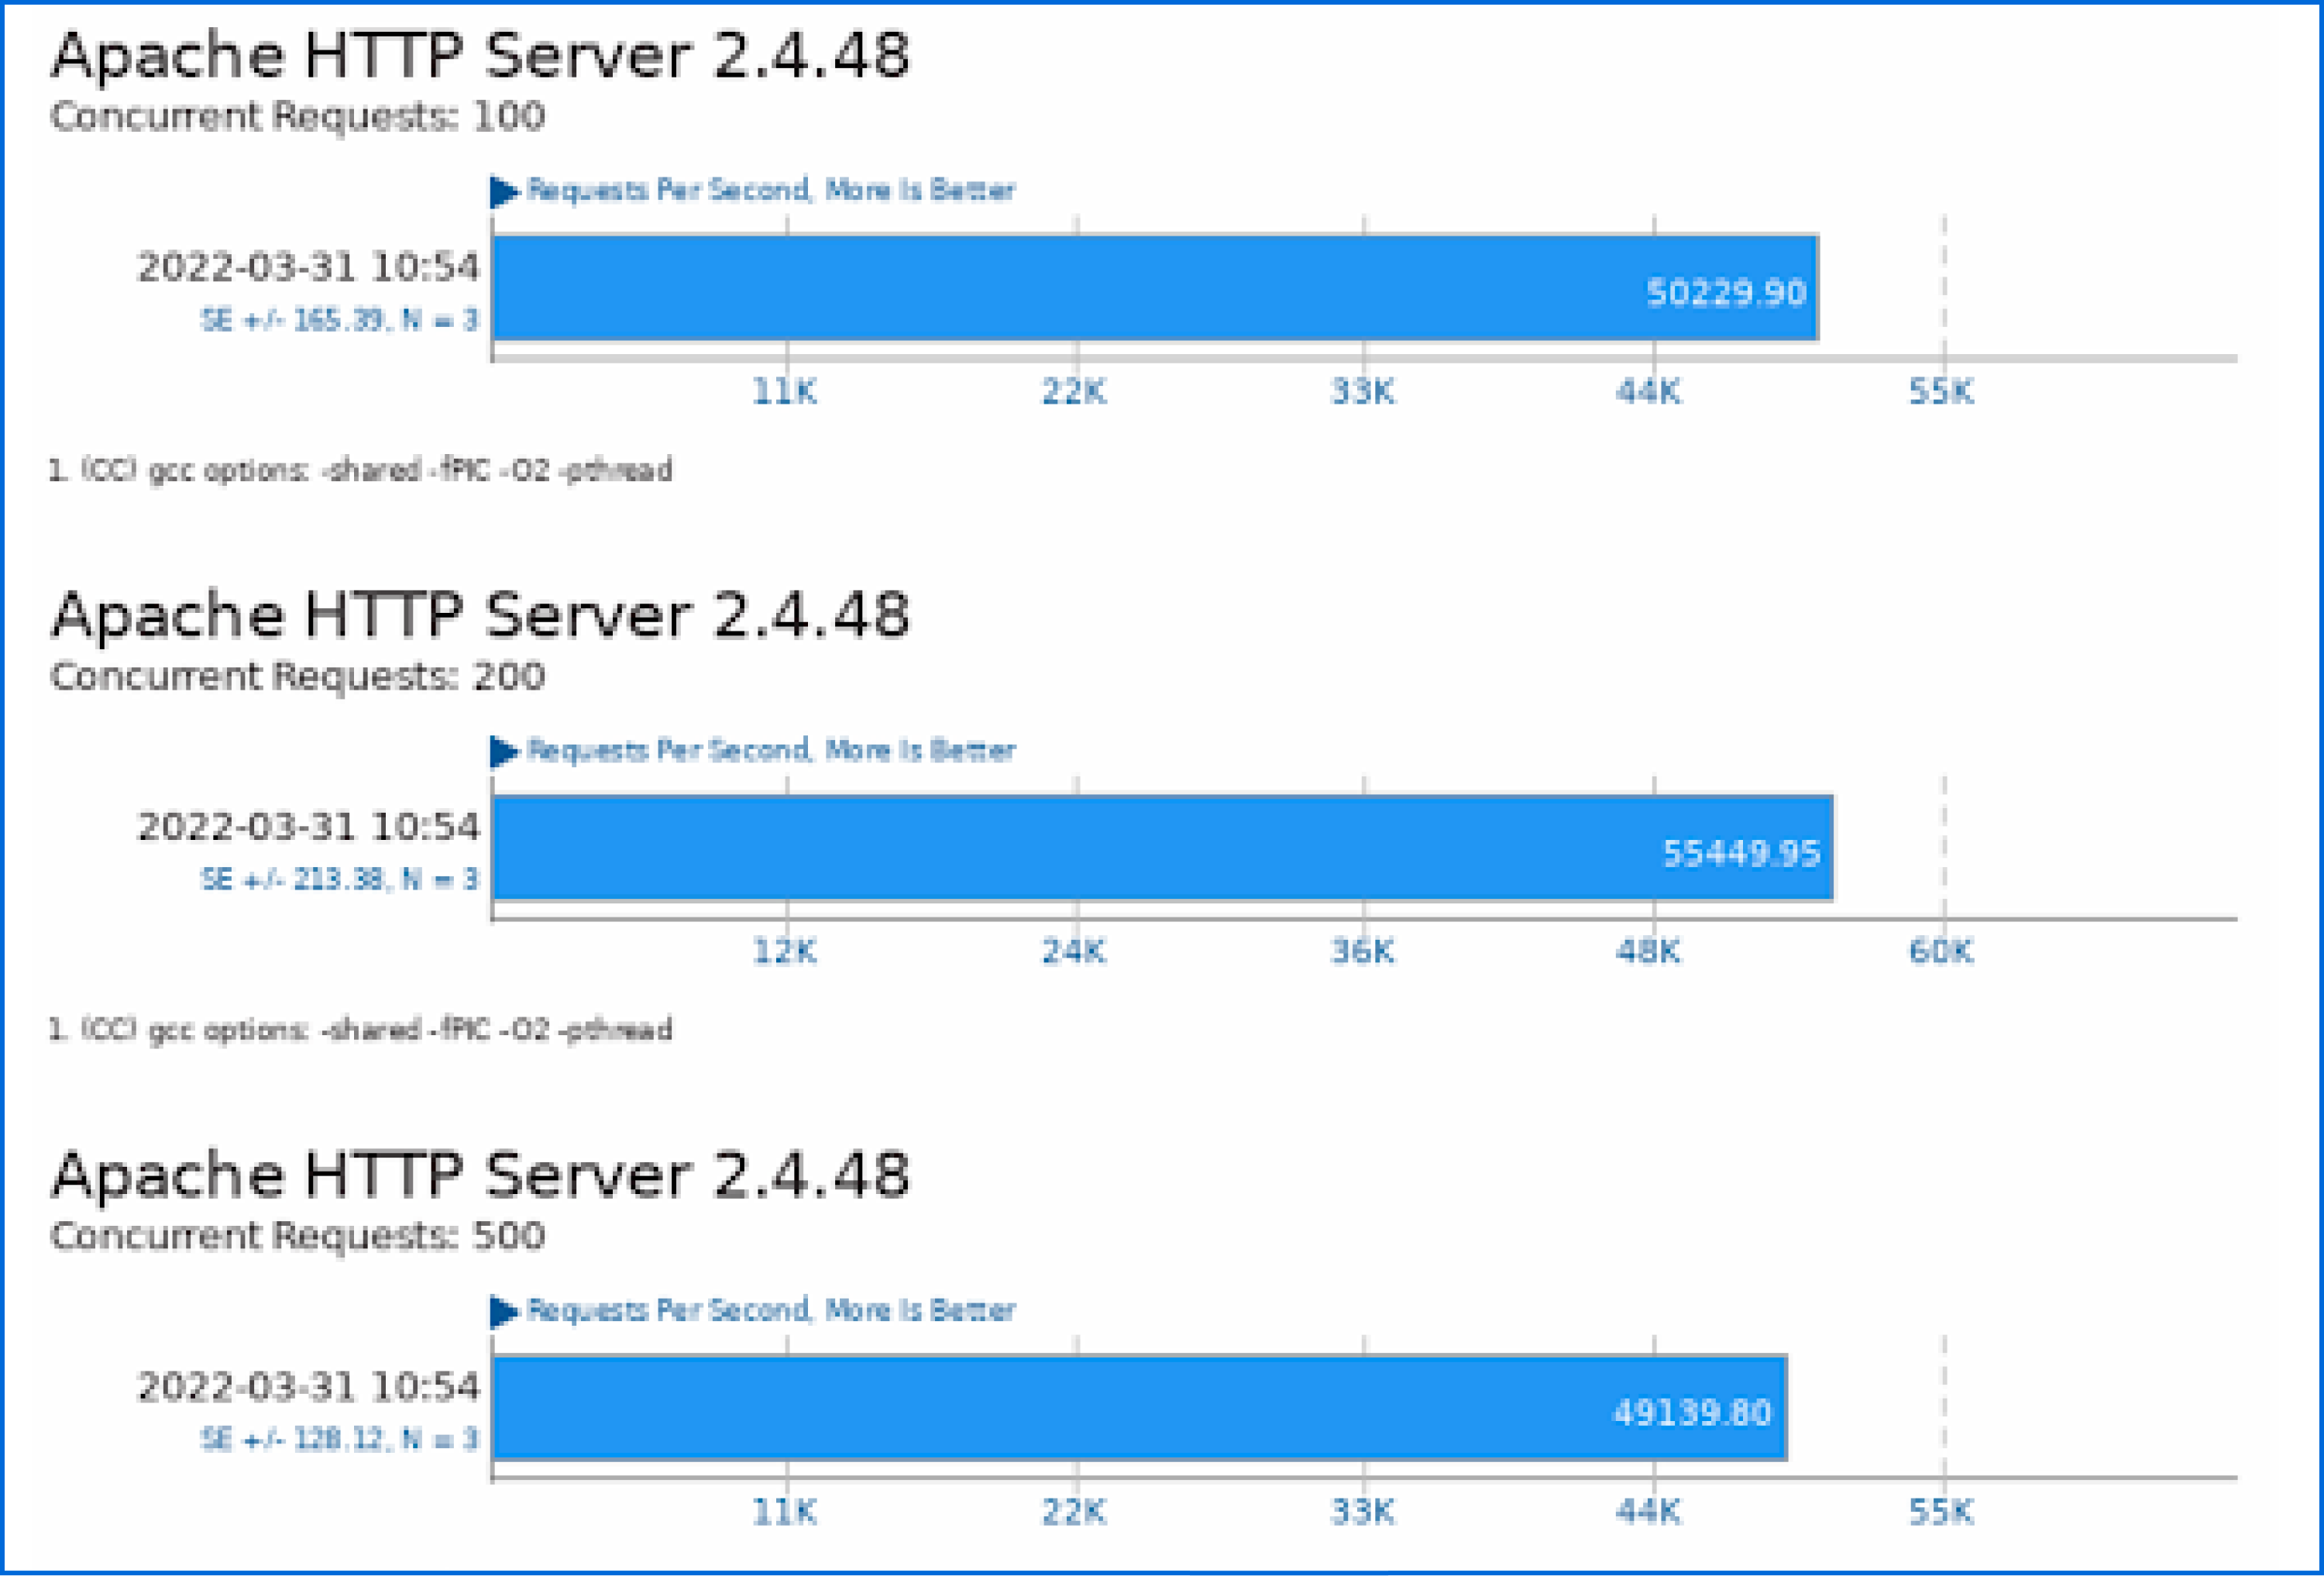 Apache HTTP Server 2.4.48
Concurrent Requests: 100
Requests Per Second, More Is Better
2022-03-31 10:54
50229.90
SE +/- 165.39, N = 3
11K 22K 33K 44K 55K
1. (CC) gcc options: -shared -fPIC -O2 -pthread
Apache HTTP Server 2.4.48
Concurrent Requests: 200
Requests Per Second, More Is Better
2022-03-31 10:54
55449.95
SE +/- 213.38, N = 3
12K 24K 36K 48K 60K
1. (CC) gcc options: -shared -fPIC -O2 -pthread
Apache HTTP Server 2.4.48
Concurrent Requests: 500
Requests Per Second, More Is Better
2022-03-31 10:54
49139.80
SE +/- 128.12, N = 3
11K 22K 33K 44K 55K